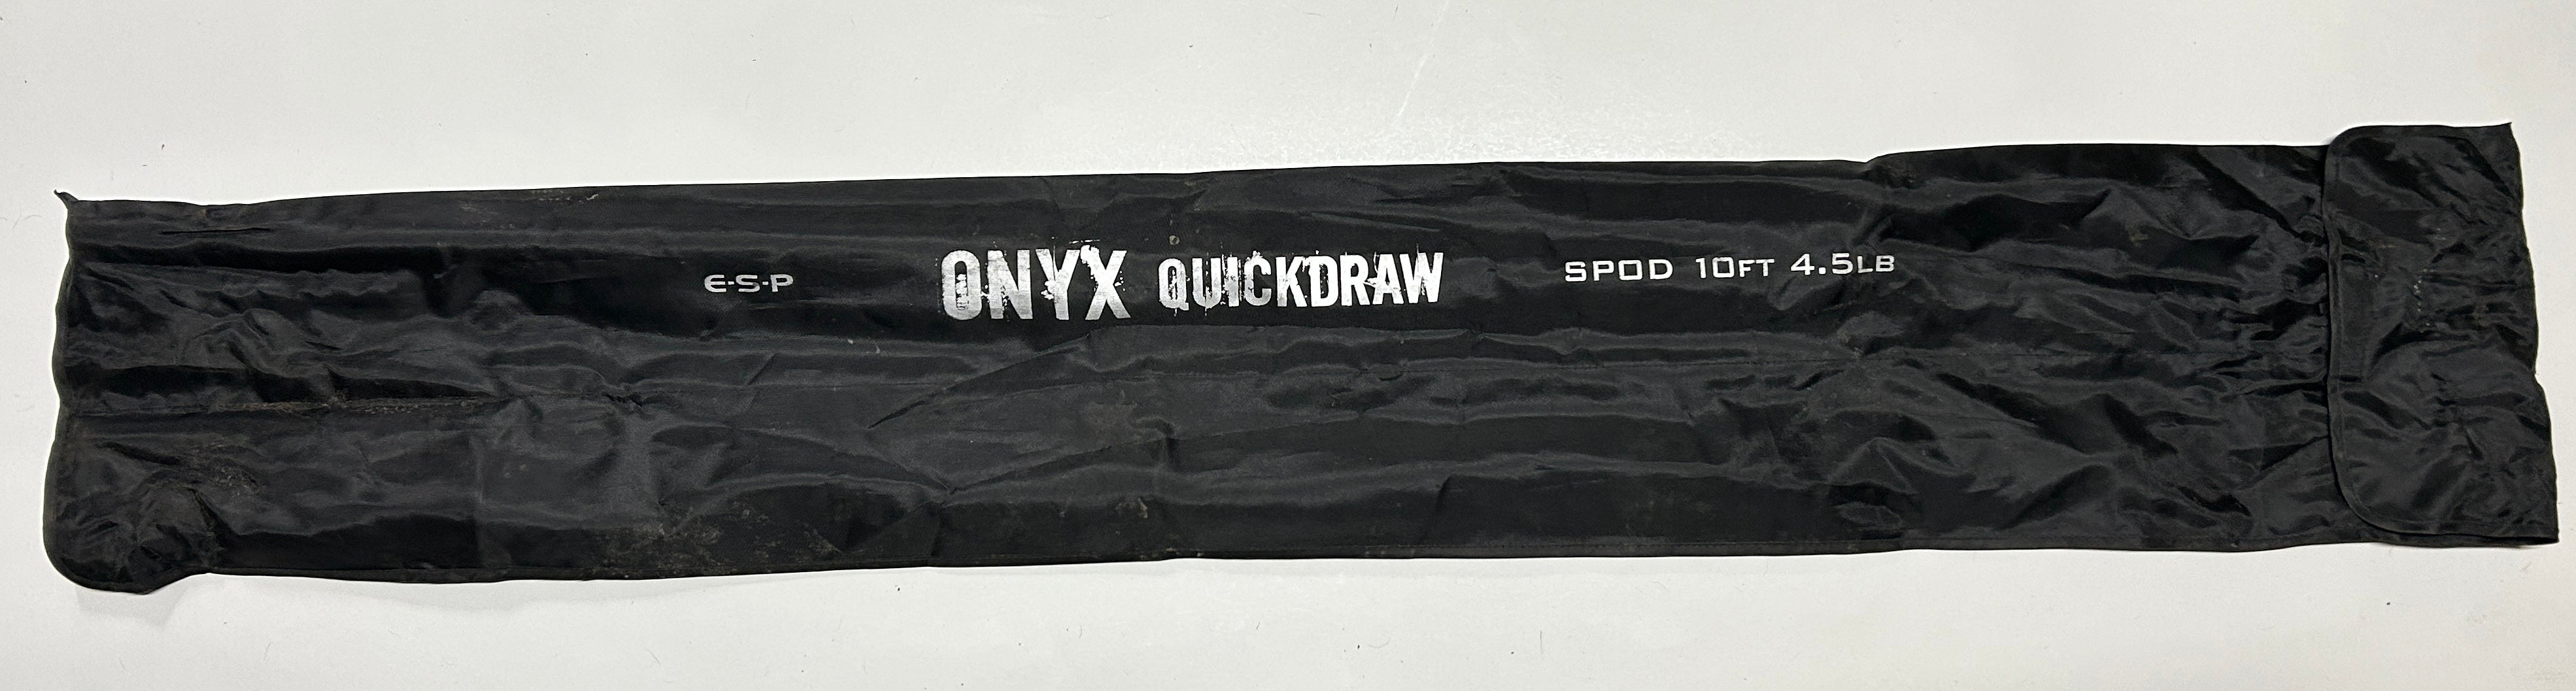 E-S-P ONYX QUICKDRAW SPOD 10FT 4.5LB